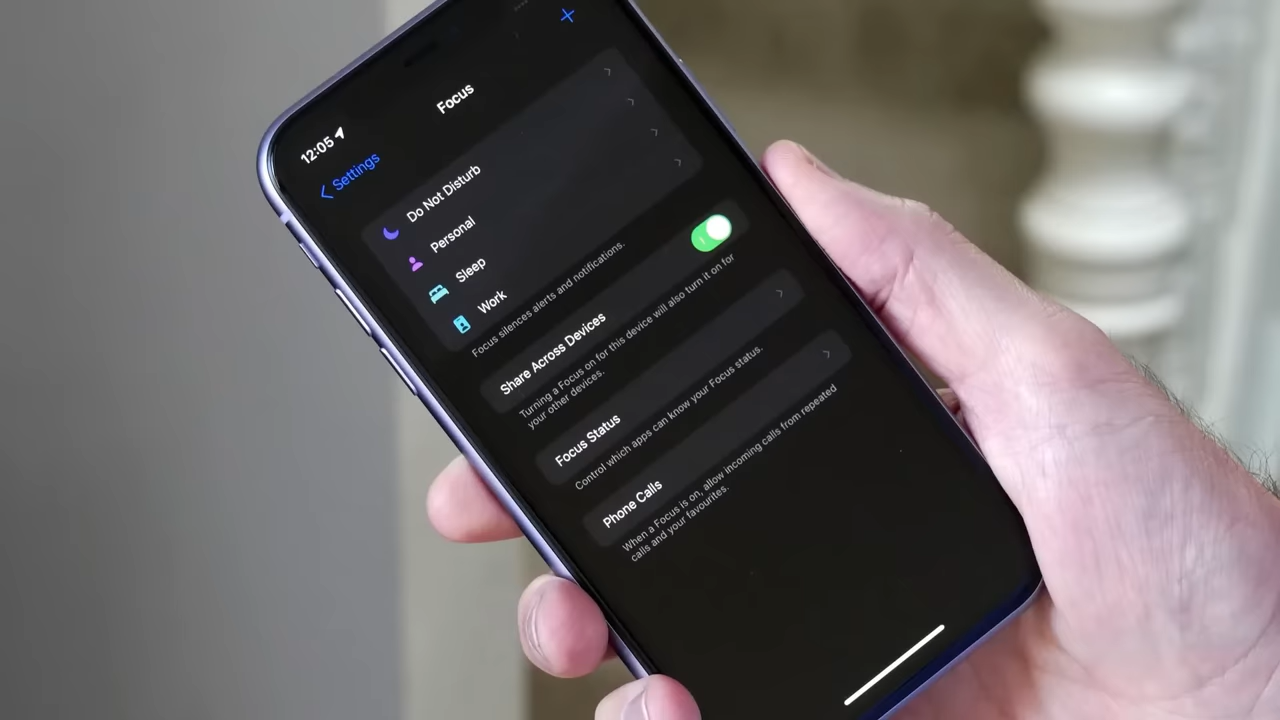 12:05
Settings
Focus
Do Not Disturb
Personal
Sleep
Work
Focus silences alerts and notifications.
Share Across Devices
Turning a Focus on for this device will also turn it on for
your other devices.
Focus Status
Control which apps can know your Focus status.
Phone Calls
When a Focus is on, allow incoming calls from repeated
calls and your favourites.